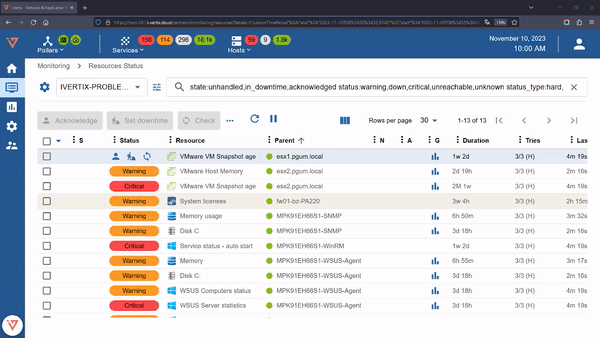 November 10, 2023
10:00 AM
Pollers
Services
156 114 296 16.1k
Hosts
59 9 1.8k
Monitoring Resources Status
IVERTIX-PROBLE...
state:unhandled,in_downtime,acknowledged status:warning,down,critical,unreachable,unknown status_type:hard,
Acknowledge Set downtime Check ... Rows per page 30 1-13 of 13
S Status Resource Parent N A G Duration Tries Las
VMware VM Snapshot age esx1.pgum.local 1w 2d 3/3 (H) 4m 19s
Warning VMware Host Memory esx2.pgum.local 2d 19h 3/3 (H) 2m 16s
Critical VMware VM Snapshot age esx2.pgum.local 2M 1w 3/3 (H) 4m 19s
Warning System licenses fw01-bz-PA220 3w 4h 3/3 (H) 2h 15m
Warning Memory usage MPK91EH66S1-SNMP 6h 50m 3/3 (H) 3m 32s
Warning Disk C MPK91EH66S1-SNMP 3d 18h 3/3 (H) 2m 16s
Critical Service status - auto start MPK91EH66S1-WinRM 1w 2d 3/3 (H) 4m 19s
Warning Memory MPK91EH66S1-WSUS-Agent 6h 55m 3/3 (H) 3m 17s
Warning Disk C: MPK91EH66S1-WSUS-Agent 3d 18h 3/3 (H) 2m 16s
Warning WSUS Computers status MPK91EH66S1-WSUS-Agent 3d 18h 3/3 (H) 4m 19s
Critical WSUS Server statistics MPK91EH66S1-WSUS-Agent 3d 18h 3/3 (H) 4m 19s